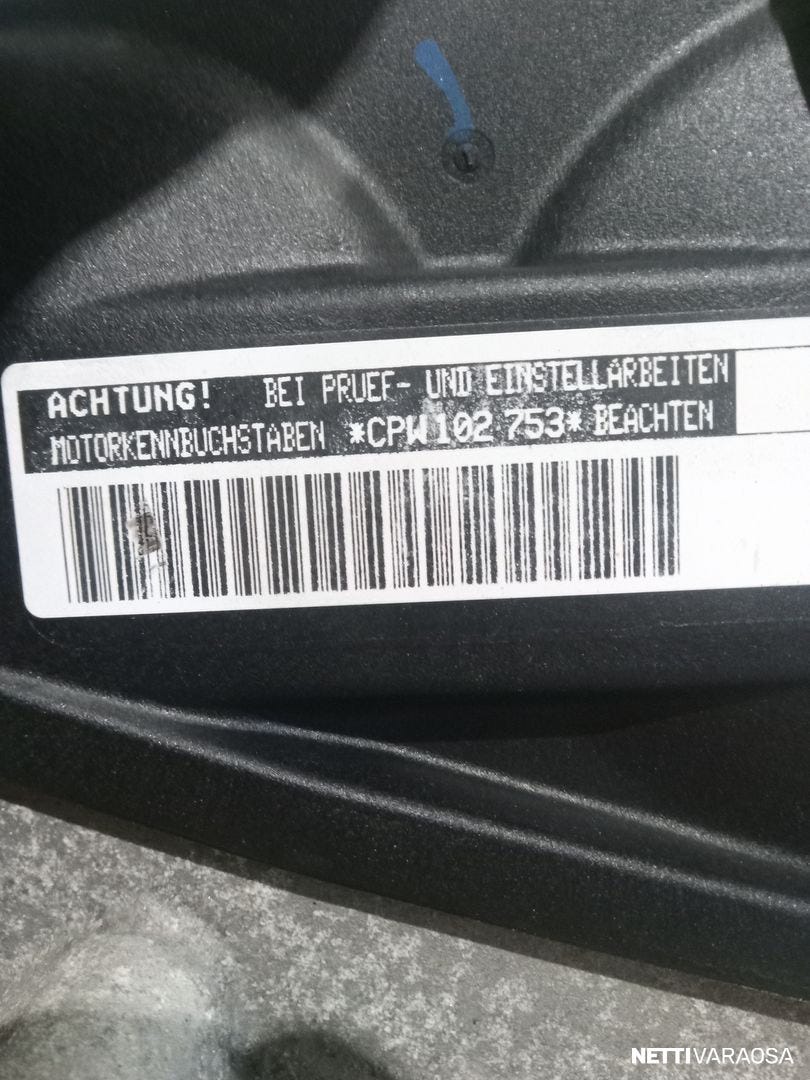 ACHTUNG! BEI PRUEF- UND EINSTELLARBEITEN
MOTORKENNBUCHSTABEN *CPW 102 753* BEACHTEN
NETTIVARAOSA